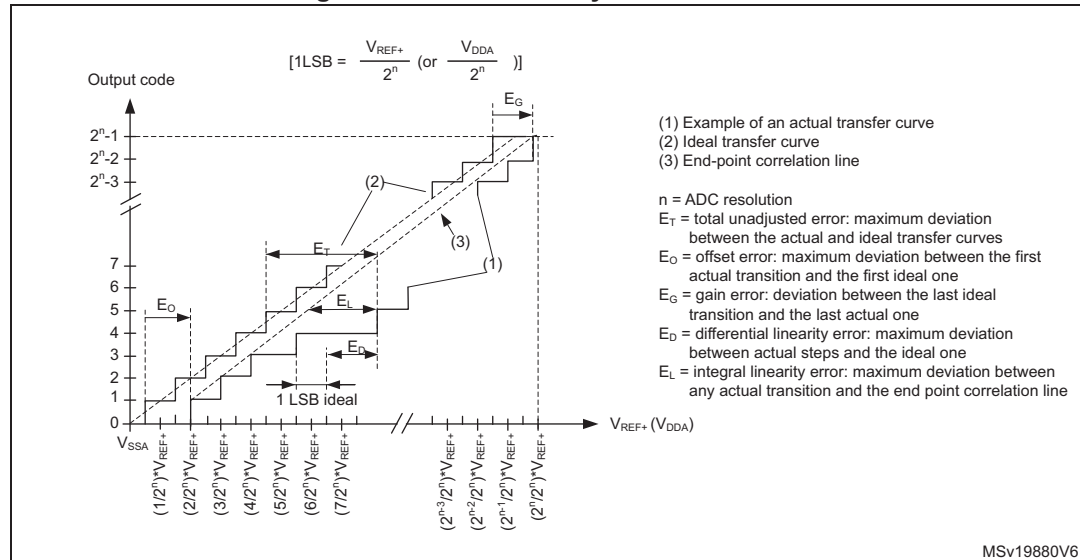 [1LSB = V_REF+ / 2^n (or V_DDA / 2^n )]
Output code
E_G
2^n-1
2^n-2
2^n-3
(2)
(3)
(1)
E_T
7
6
5
4
3
2
1
0
E_O
E_L
E_D
1 LSB ideal
V_SSA
V_REF+ (V_DDA)
(1/2^n)*V_REF+
(2/2^n)*V_REF+
(3/2^n)*V_REF+
(4/2^n)*V_REF+
(5/2^n)*V_REF+
(6/2^n)*V_REF+
(7/2^n)*V_REF+
(2^n-3/2^n)*V_REF+
(2^n-2/2^n)*V_REF+
(2^n-1/2^n)*V_REF+
(2^n/2^n)*V_REF+
(1) Example of an actual transfer curve
(2) Ideal transfer curve
(3) End-point correlation line
n = ADC resolution
E_T = total unadjusted error: maximum deviation
between the actual and ideal transfer curves
E_O = offset error: maximum deviation between the first
actual transition and the first ideal one
E_G = gain error: deviation between the last ideal
transition and the last actual one
E_D = differential linearity error: maximum deviation
between actual steps and the ideal one
E_L = integral linearity error: maximum deviation between
any actual transition and the end point correlation line
MSv19880V6